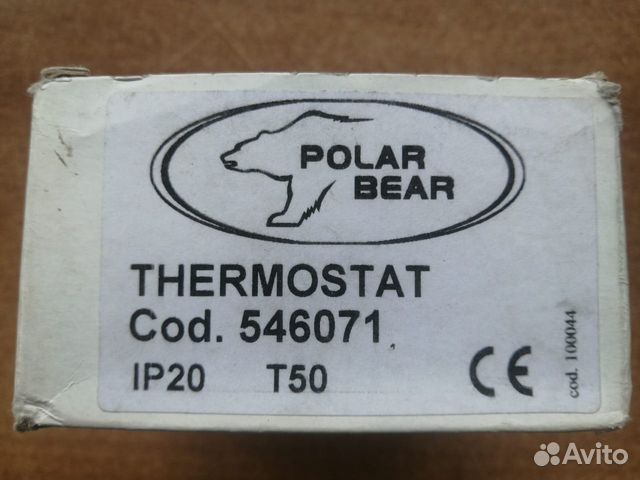 POLAR
BEAR
THERMOSTAT
Cod. 546071
IP20 T50
CE
cod. 100044
Avito